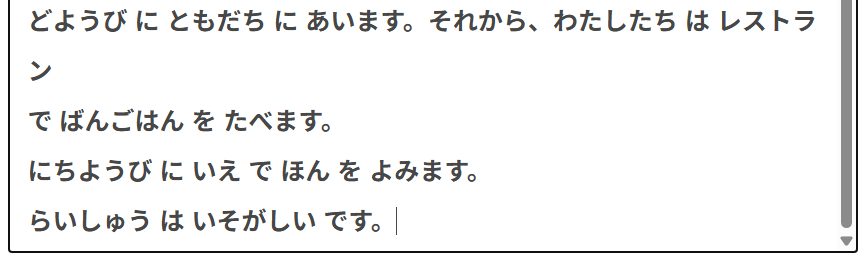 どようび に ともだち に あいます。それから、わたしたち は レストラ
ン
で ばんごはん を たべます。
にちようび に いえ で ほん を よみます。
らいしゅう は いそがしい です。